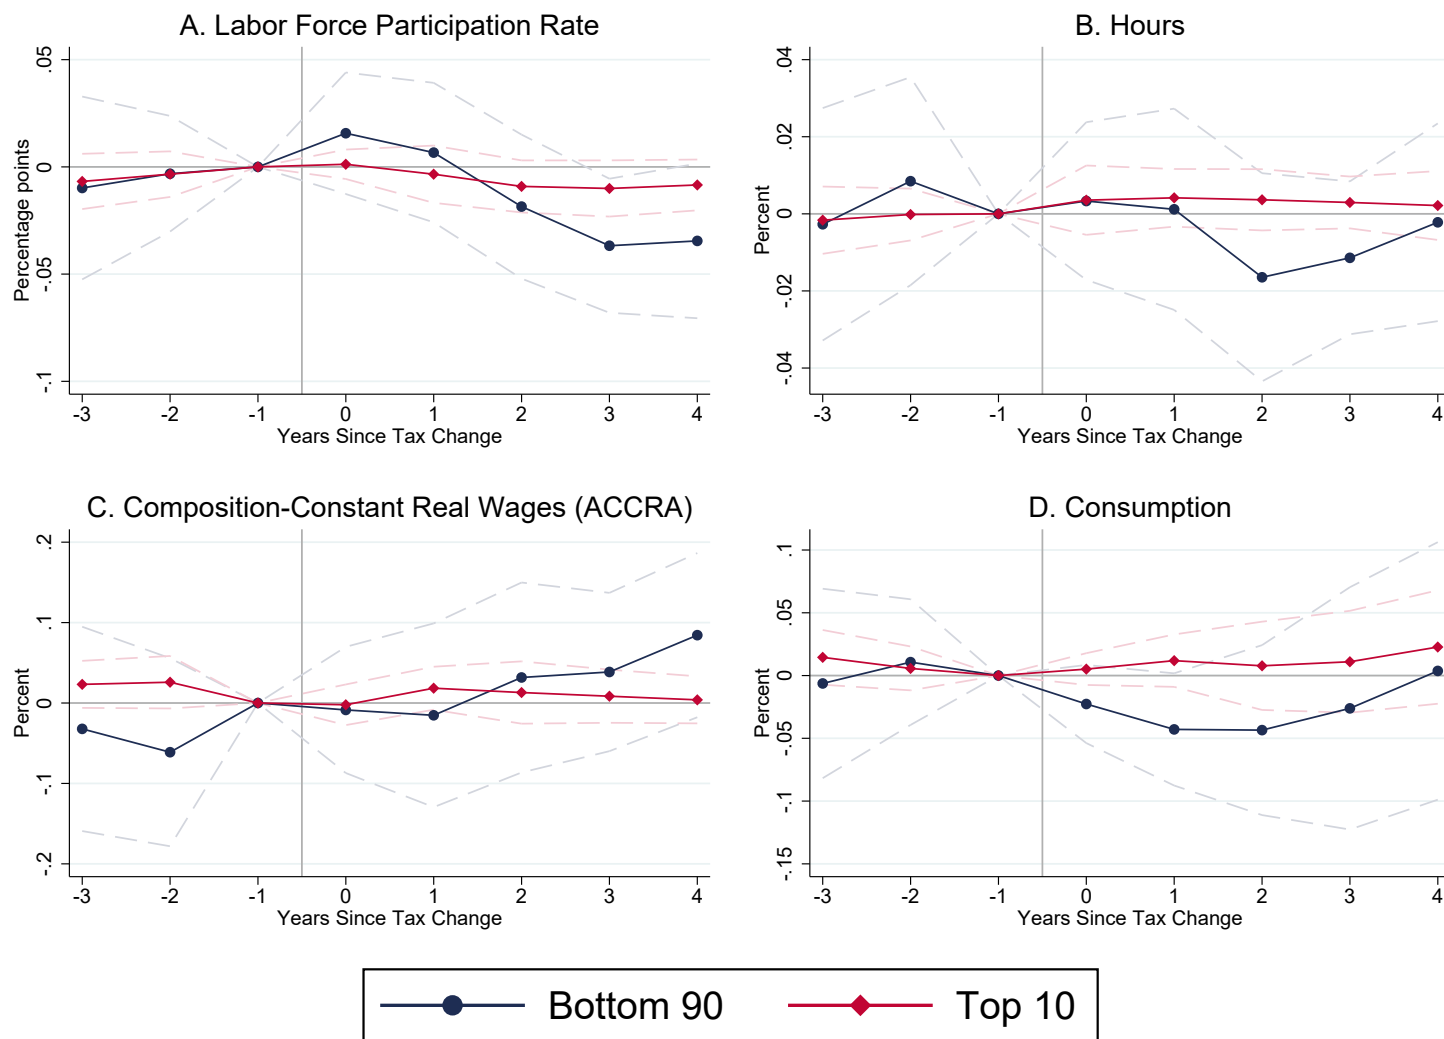 A. Labor Force Participation Rate
Percentage points
.05
0
-.05
-.1
-3 -2 -1 0 1 2 3 4
Years Since Tax Change
B. Hours
Percent
.04
.02
0
-.02
-.04
-3 -2 -1 0 1 2 3 4
Years Since Tax Change
C. Composition-Constant Real Wages (ACCRA)
Percent
.2
.1
0
-.1
-.2
-3 -2 -1 0 1 2 3 4
Years Since Tax Change
D. Consumption
Percent
.1
.05
0
-.05
-.1
-.15
-3 -2 -1 0 1 2 3 4
Years Since Tax Change
Bottom 90 Top 10